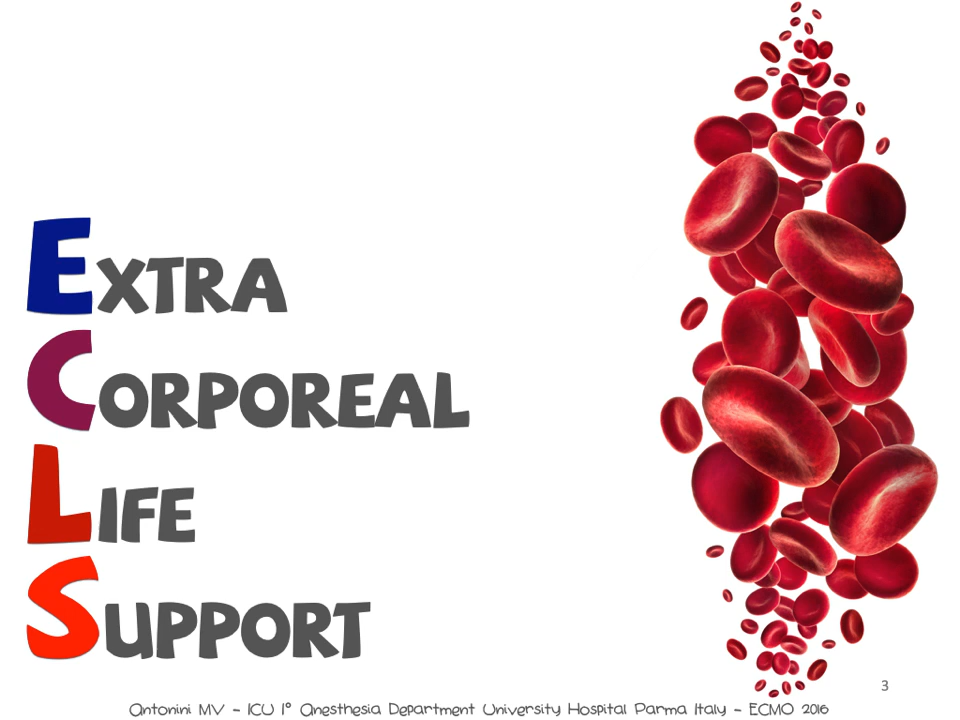 EXTRA
CORPOREAL
LIFE
SUPPORT
3
Antonini MV - ICU 1° Anesthesia Department University Hospital Parma Italy - ECMO 2016